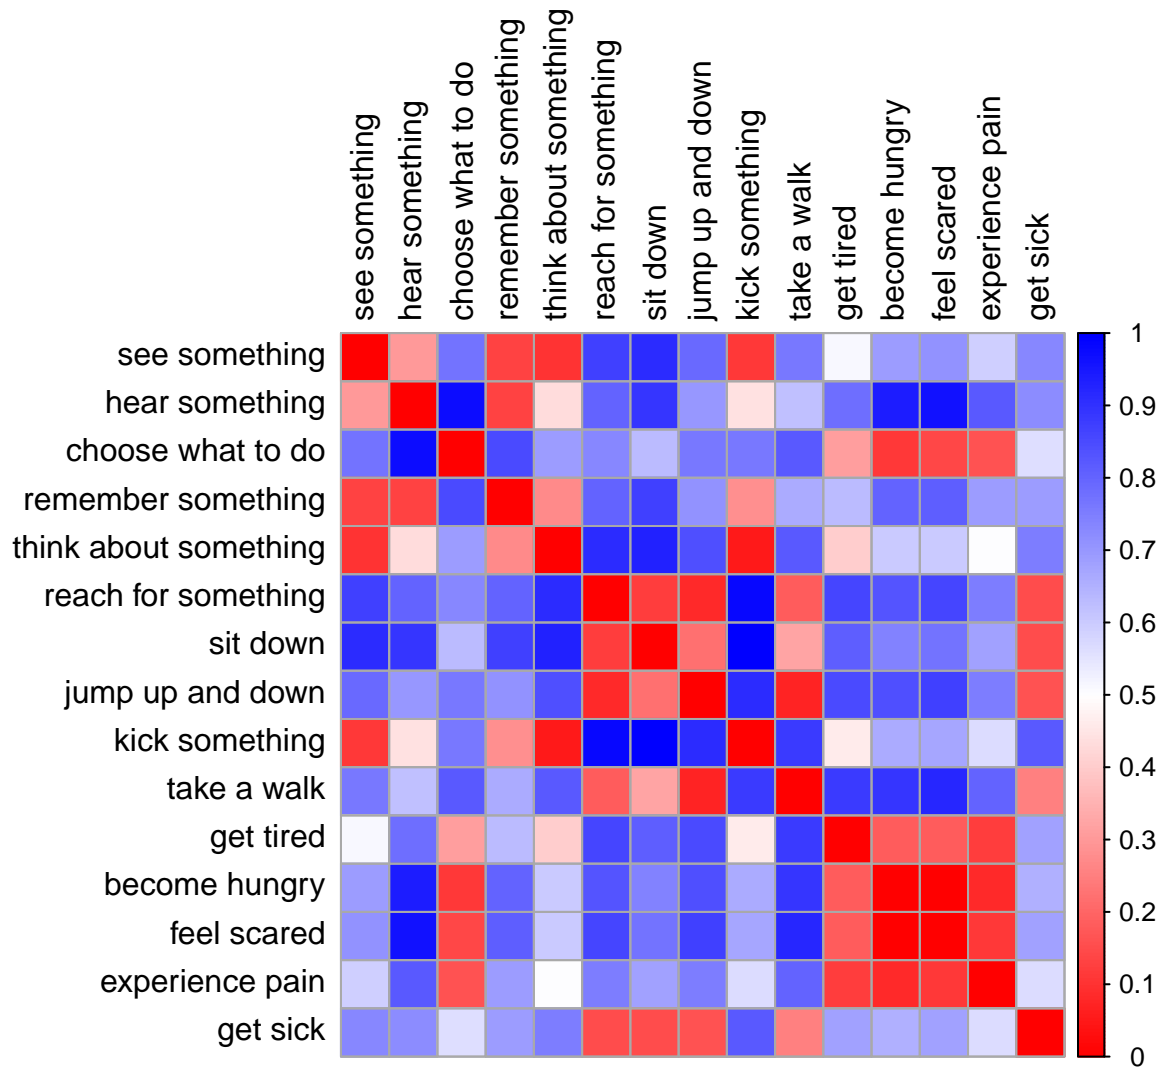 see something
hear something
choose what to do
remember something
think about something
reach for something
sit down
jump up and down
kick something
take a walk
get tired
become hungry
feel scared
experience pain
get sick
see something
hear something
choose what to do
remember something
think about something
reach for something
sit down
jump up and down
kick something
take a walk
get tired
become hungry
feel scared
experience pain
get sick
1
0.9
0.8
0.7
0.6
0.5
0.4
0.3
0.2
0.1
0